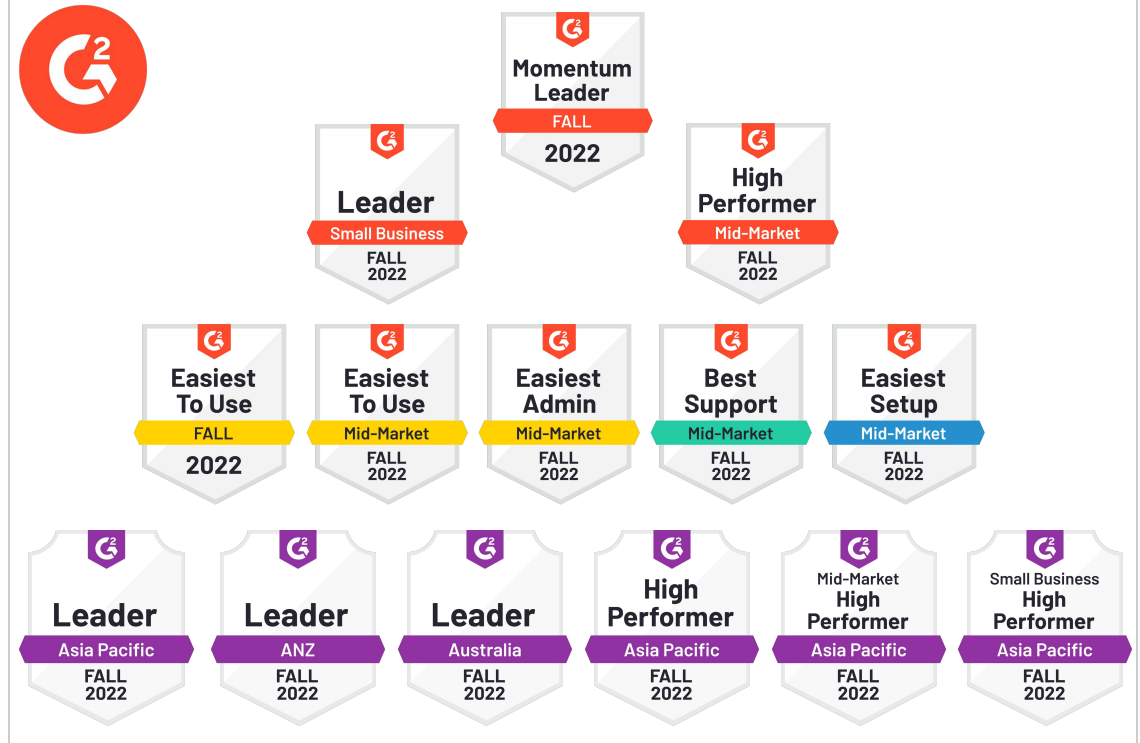 G2
G2
Momentum
Leader
FALL
2022
G2
Leader
Small Business
FALL
2022
G2
High
Performer
Mid-Market
FALL
2022
G2
Easiest
To Use
FALL
2022
G2
Easiest
To Use
Mid-Market
FALL
2022
G2
Easiest
Admin
Mid-Market
FALL
2022
G2
Best
Support
Mid-Market
FALL
2022
G2
Easiest
Setup
Mid-Market
FALL
2022
G2
Leader
Asia Pacific
FALL
2022
G2
Leader
ANZ
FALL
2022
G2
Leader
Australia
FALL
2022
G2
High
Performer
Asia Pacific
FALL
2022
G2
Mid-Market
High
Performer
Asia Pacific
FALL
2022
G2
Small Business
High
Performer
Asia Pacific
FALL
2022